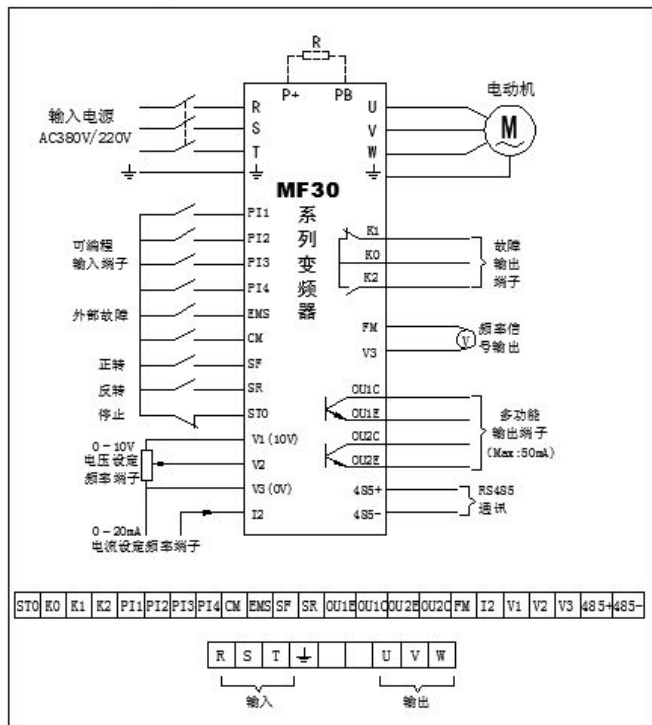 R
P+ PB
输入电源
AC380V/220V
R
S
T
U
V
W
电动机
M
MF30
系列变频器
可编程
输入端子
PI1
PI2
PI3
PI4
外部故障
EMS
CM
正转
SF
反转
SR
停止
ST0
0-10V
电压设定
频率端子
V1(10V)
V2
V3(0V)
0-20mA
电流设定频率端子
I2
K1
K0
K2
故障
输出
端子
FM
V3
V
频率信
号输出
OU1C
OU1E
OU2C
OU2E
多功能
输出端子
(Max:50mA)
485+
485-
RS485
通讯
ST0 K0 K1 K2 PI1 PI2 PI3 PI4 CM EMS SF SR OU1E OU1C OU2E OU2C FM I2 V1 V2 V3 485+ 485-
R S T U V W
输入 输出